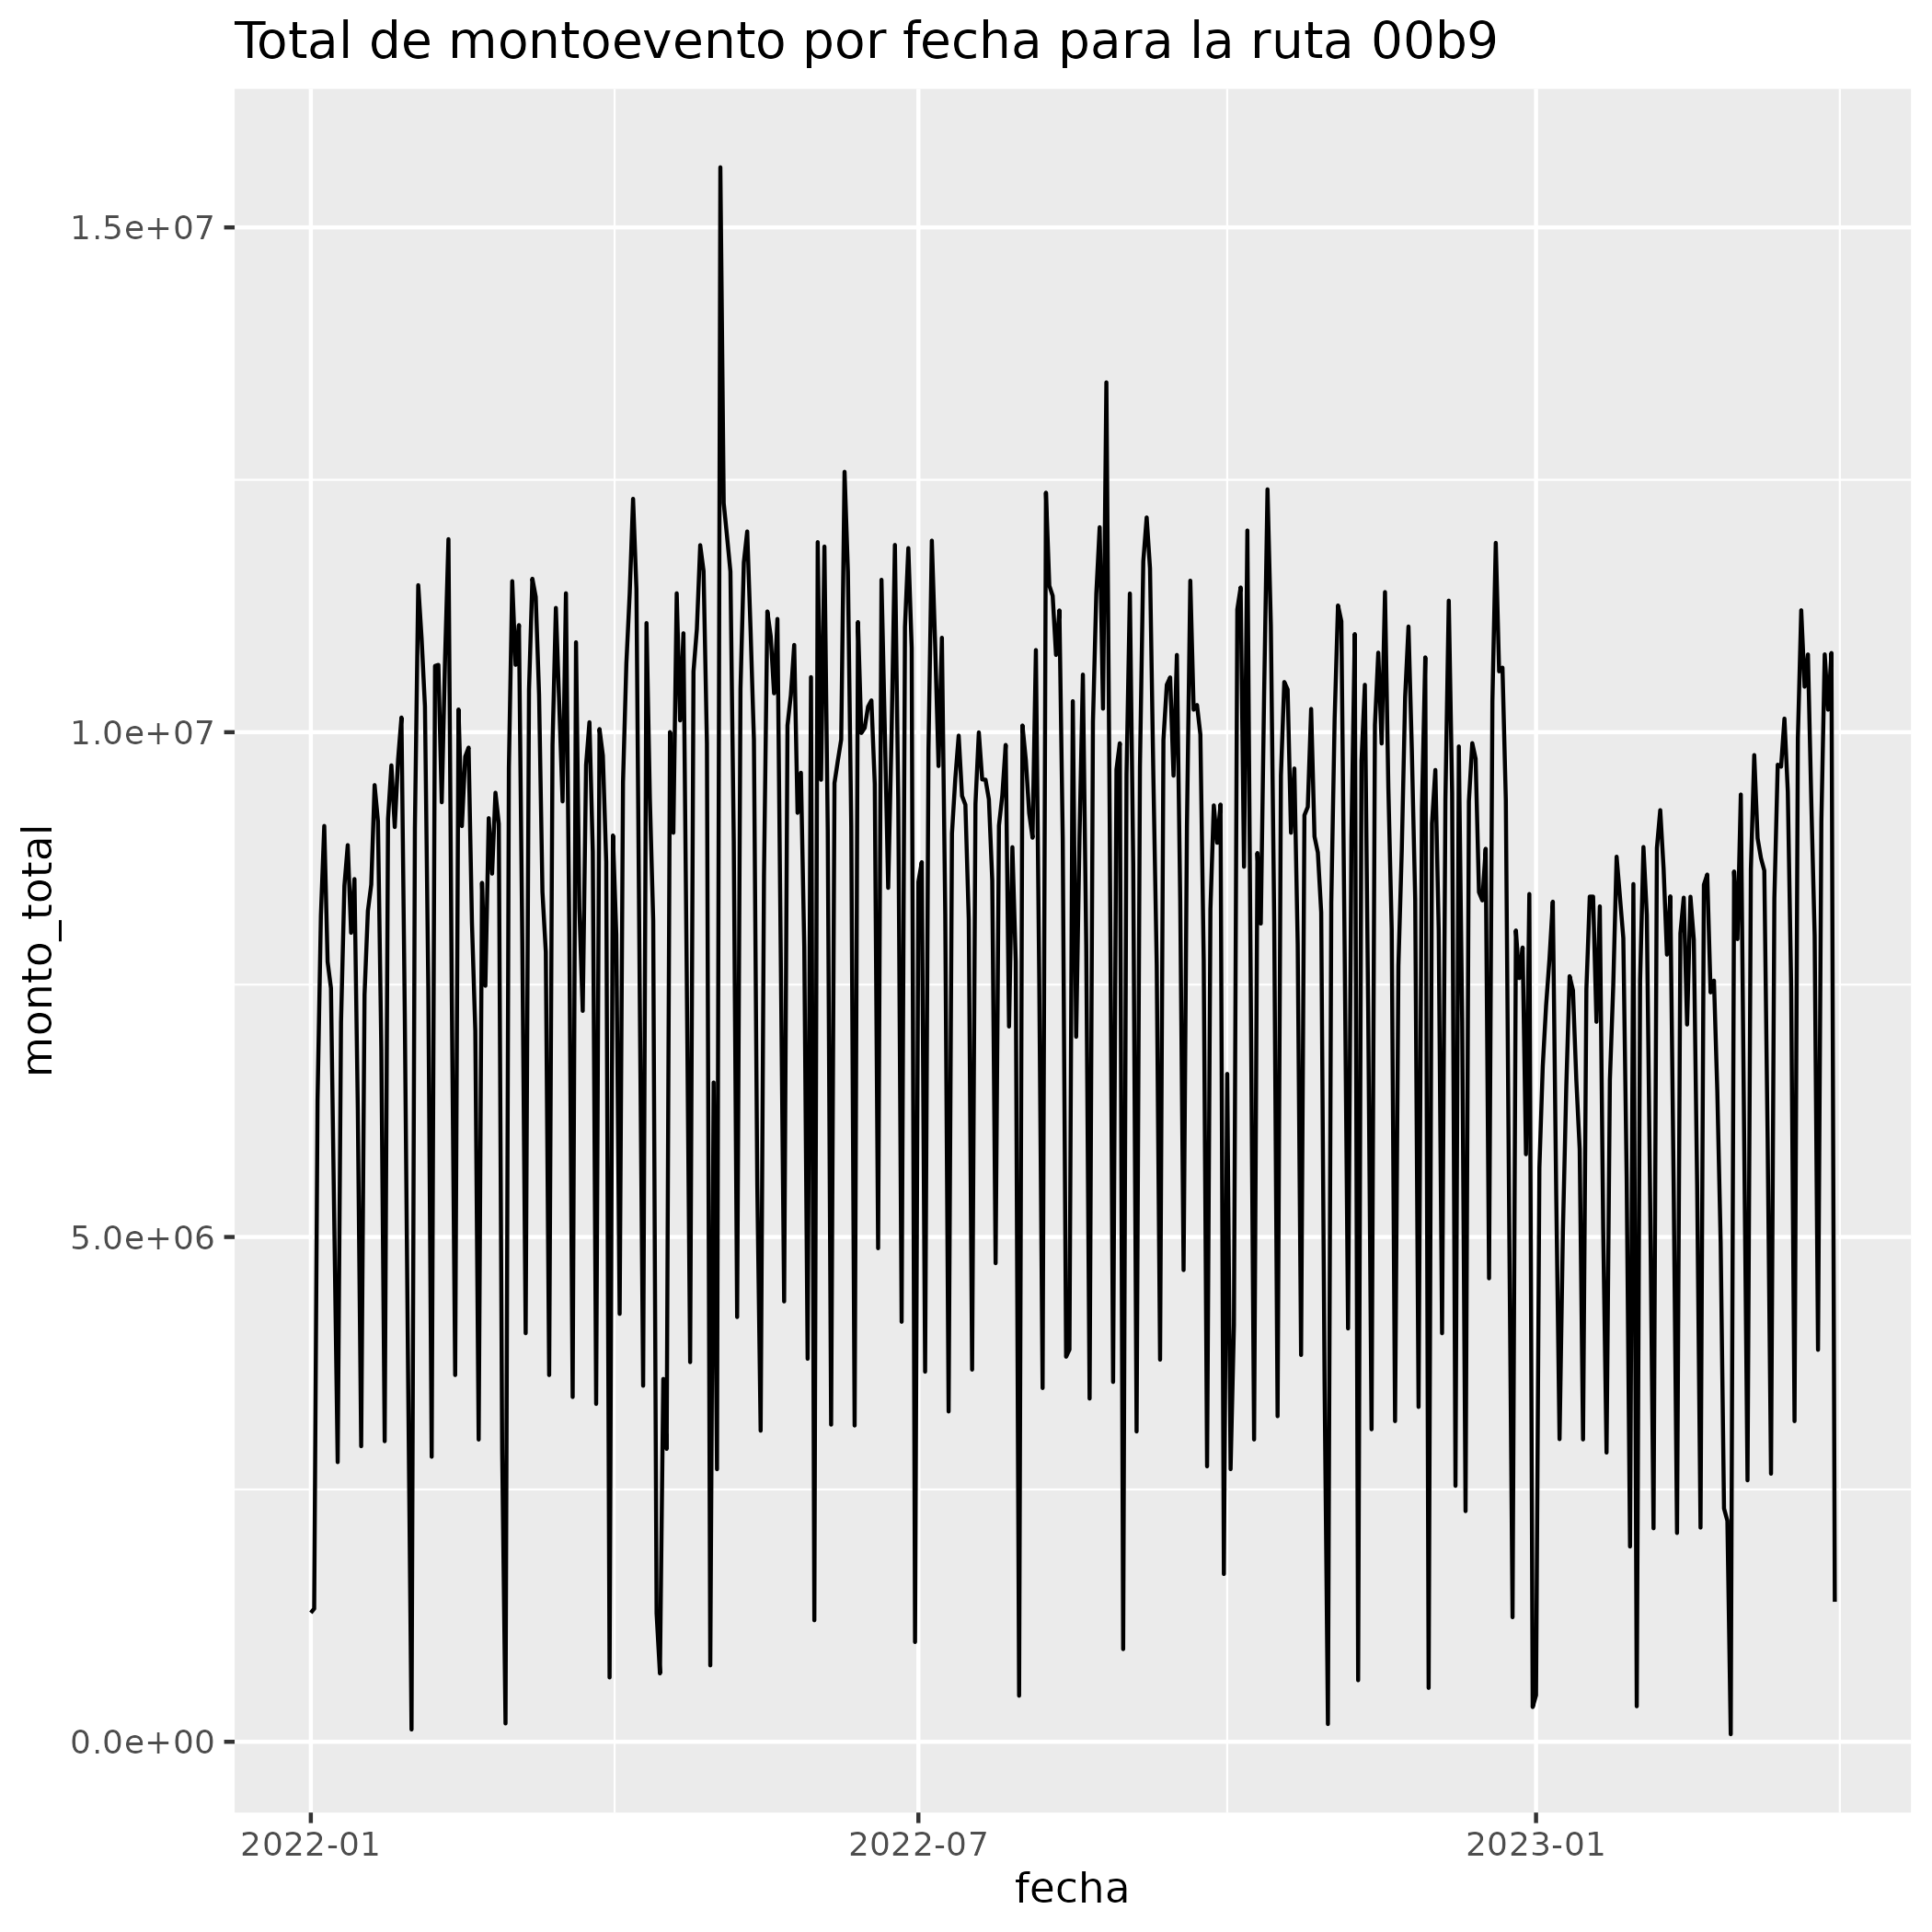 Total de montoevento por fecha para la ruta 00b9
monto_total
1.5e+07
1.0e+07
5.0e+06
0.0e+00
2022-01
2022-07
2023-01
fecha